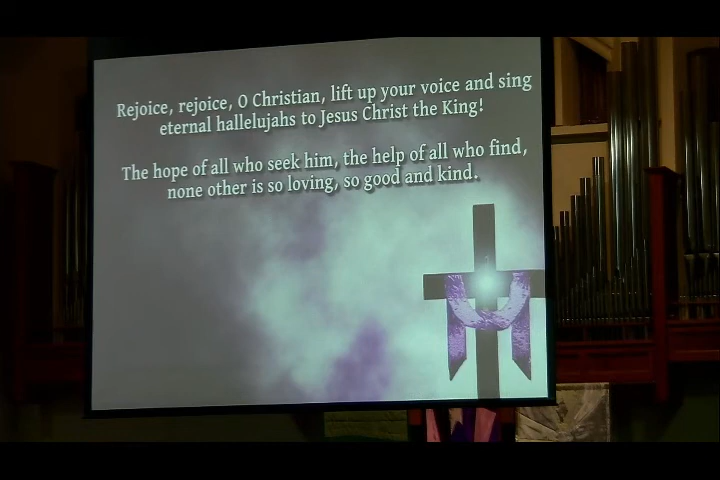 Rejoice, rejoice, O Christian, lift up your voice and sing
eternal hallelujahs to Jesus Christ the King!
The hope of all who seek him, the help of all who find,
none other is so loving, so good and kind.